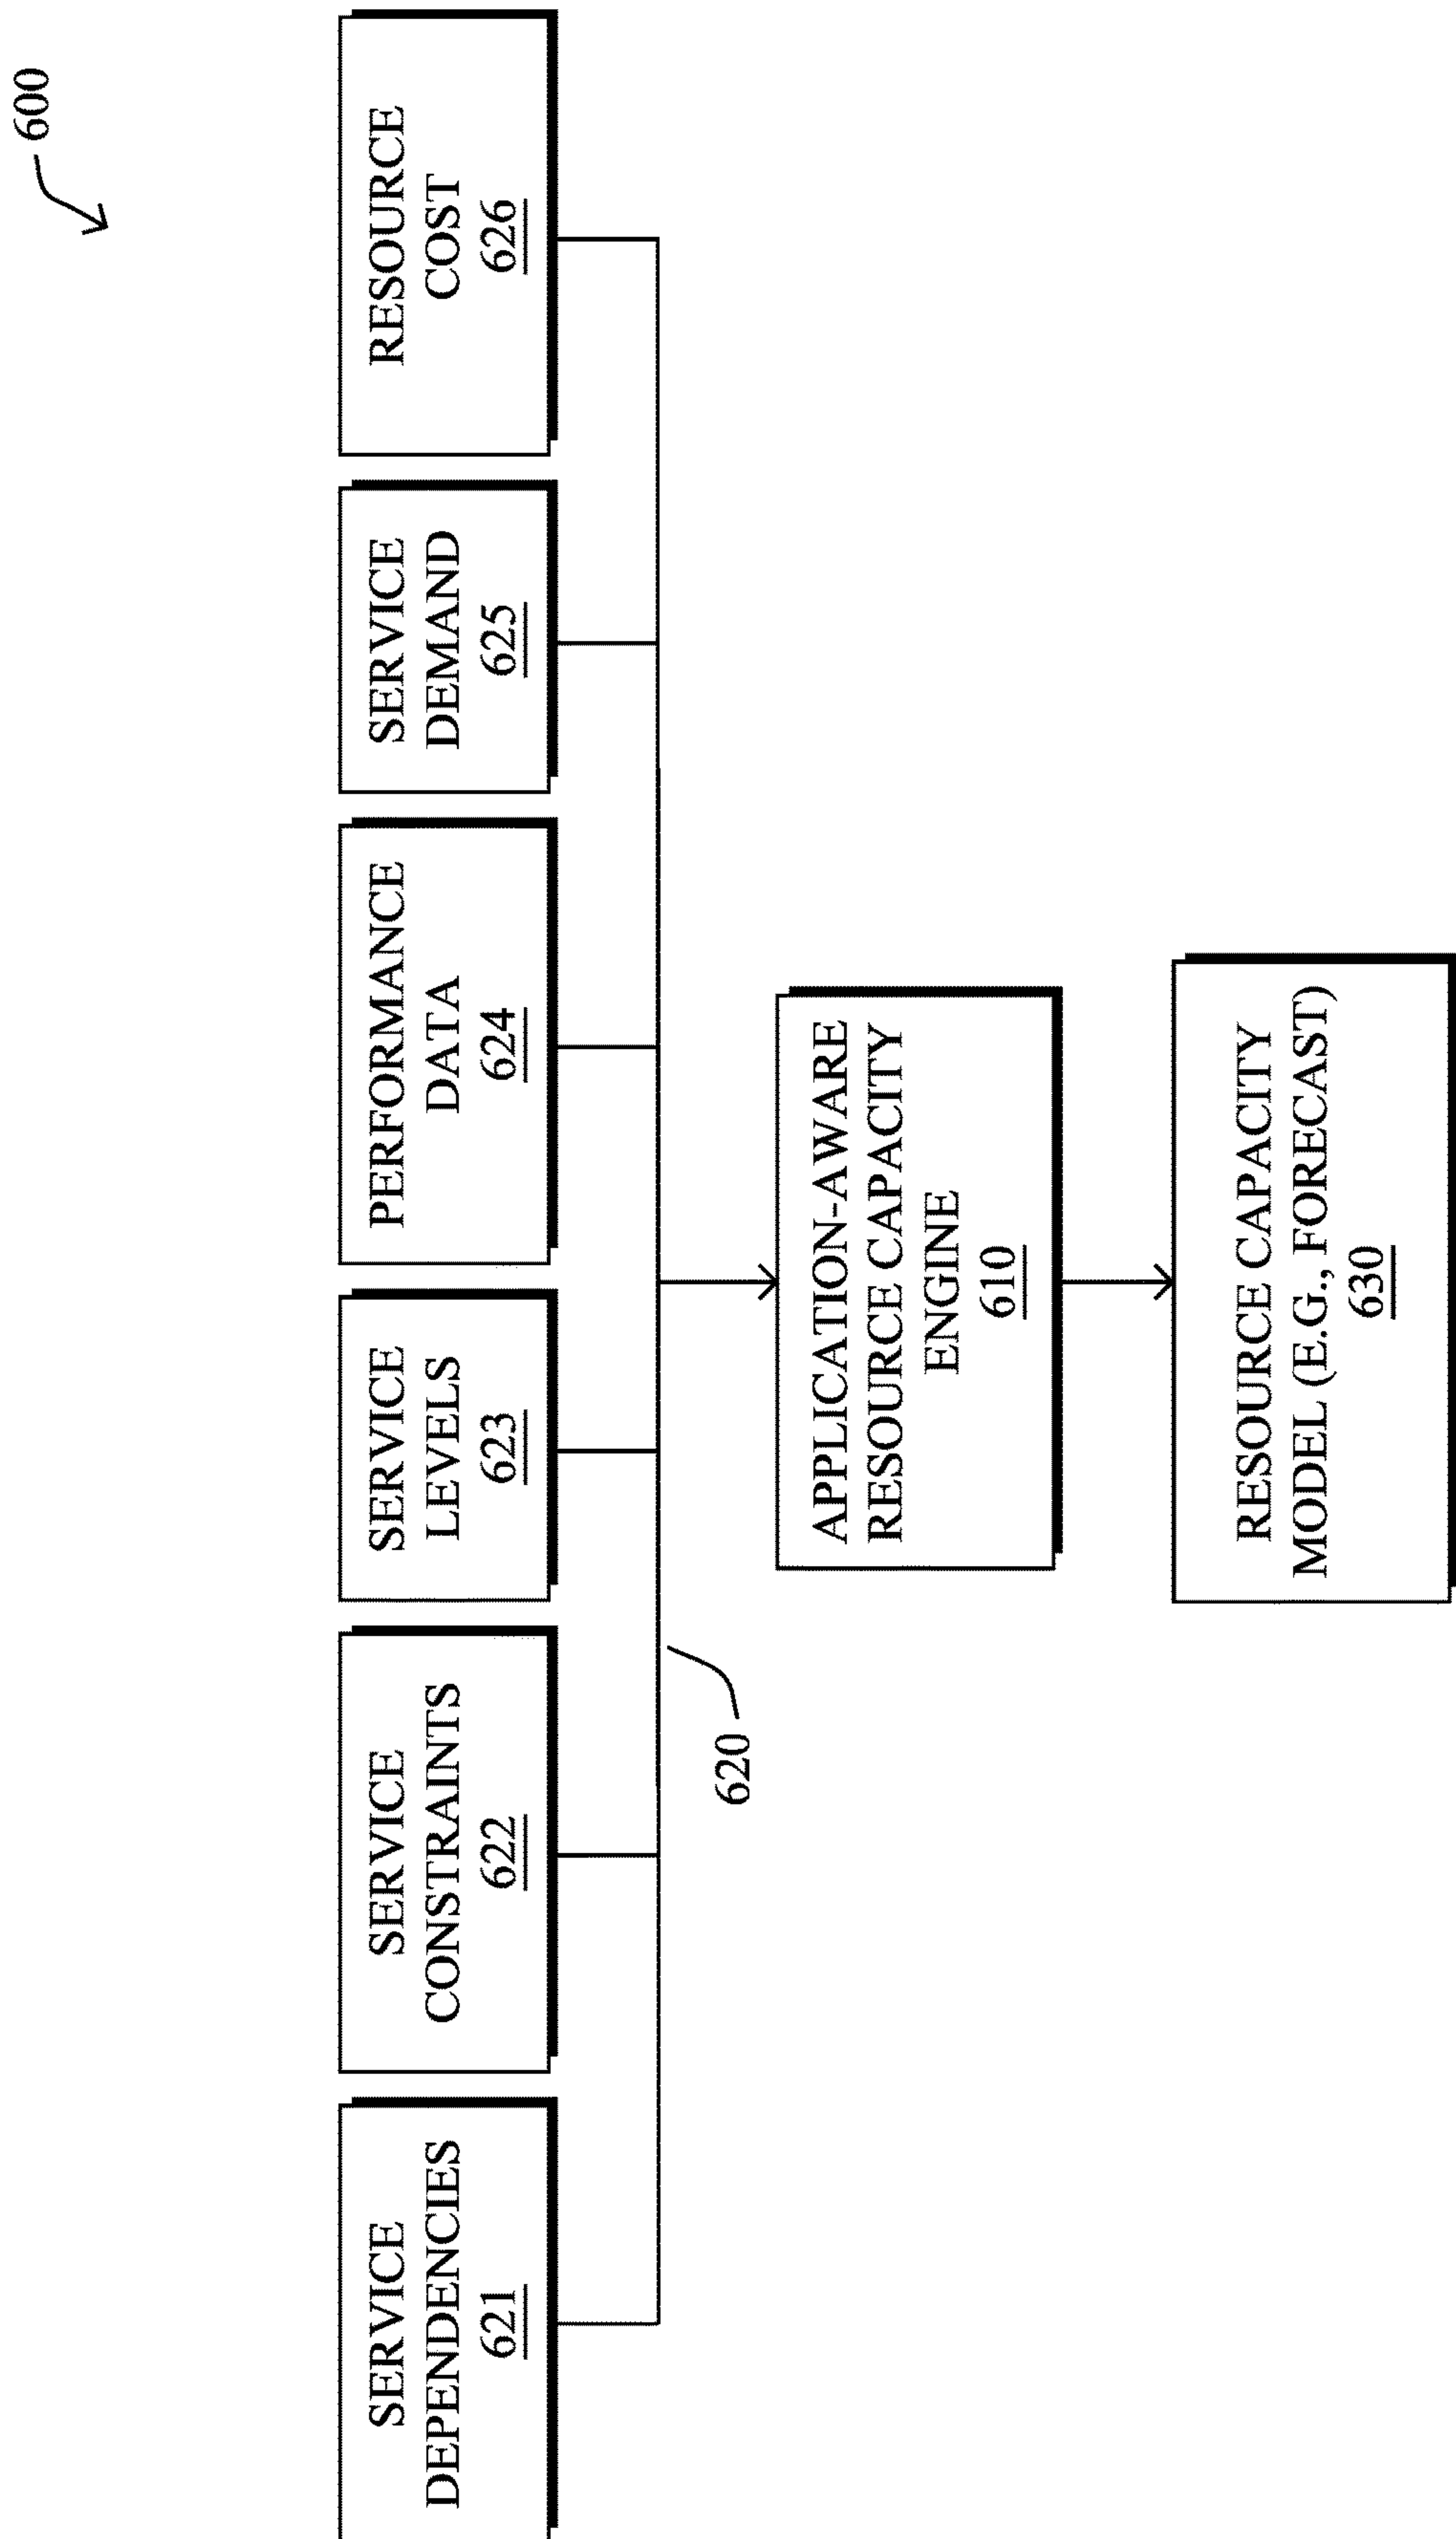 600
SERVICE
DEPENDENCIES
621
SERVICE
CONSTRAINTS
622
SERVICE
LEVELS
623
PERFORMANCE
DATA
624
SERVICE
DEMAND
625
RESOURCE
COST
626
620
APPLICATION-AWARE
RESOURCE CAPACITY
ENGINE
610
RESOURCE CAPACITY
MODEL (E.G., FORECAST)
630